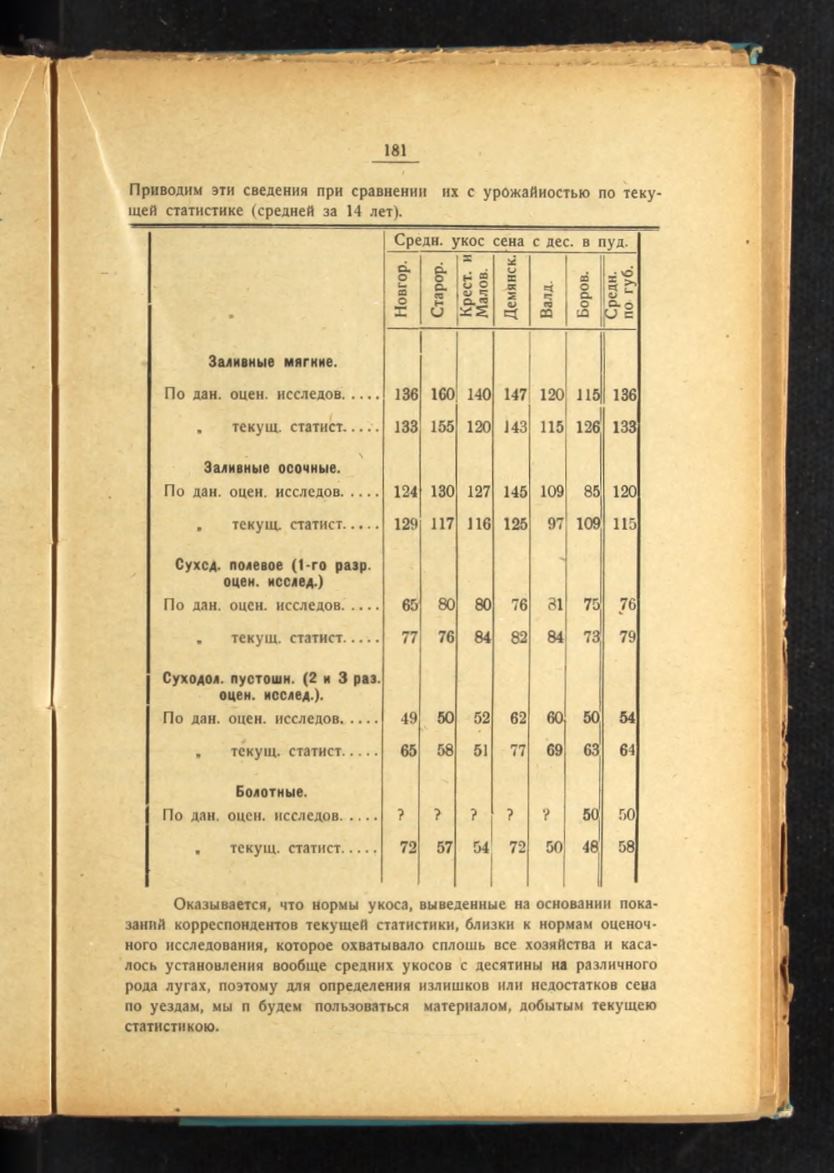 181
Приводим эти сведения при сравнении их с урожайиостью по теку-
щей статистике (средней за 14 лет).
Средн. укос сена с дес. в пуд.
Новгор. Старор. Крест. и Малов. Демянск. Валд. Боров. Средн. по губ.
Заливные мягкие.
По дан. оцен. исследов. . . . . 136 160 140 147 120 115 136
„ текущ. статист. . . . . 133 155 120 143 115 126 133
Заливные осочные.
По дан. оцен. исследов. . . . . 124 130 127 145 109 85 120
„ текущ. статист. . . . . 129 117 116 125 97 109 115
Суход. полевое (1-го разр.
оцен. исслед.)
По дан. оцен. исследов. . . . . 65 80 80 76 81 75 76
„ текущ. статист. . . . . 77 76 84 82 84 73 79
Суходол. пустошн. (2 и 3 раз.
оцен. исслед.).
По дан. оцен. исследов. . . . . 49 50 52 62 60 50 54
„ текущ. статист. . . . . 65 58 51 77 69 63 64
Болотные.
По дан. оцен. исследов. . . . . ? ? ? ? ? 50 50
„ текущ. статист. . . . . 72 57 54 72 50 48 58
Оказывается, что нормы укоса, выведенные на основании пока-
заний корреспондентов текущей статистики, близки к нормам оценоч-
ного исследования, которое охватывало сплошь все хозяйства и каса-
лось установления вообще средних укосов с десятины на различного
рода лугах, поэтому для определения излишков или недостатков сена
по уездам, мы п будем пользоваться материалом, добытым текущею
статистикою.